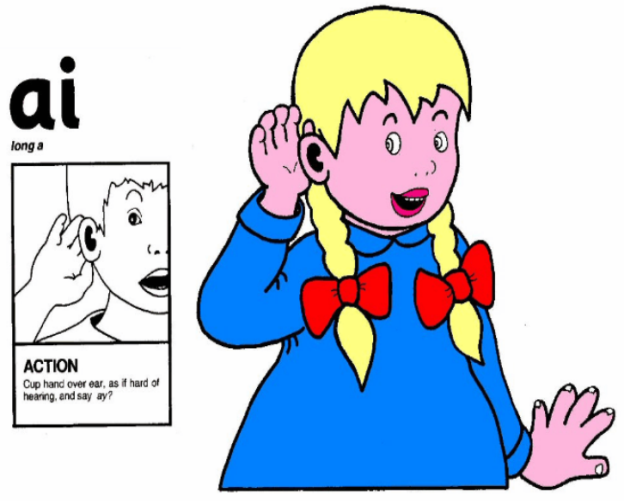 ai
long a
ACTION
Cup hand over ear, as if hard of
hearing, and say ay?